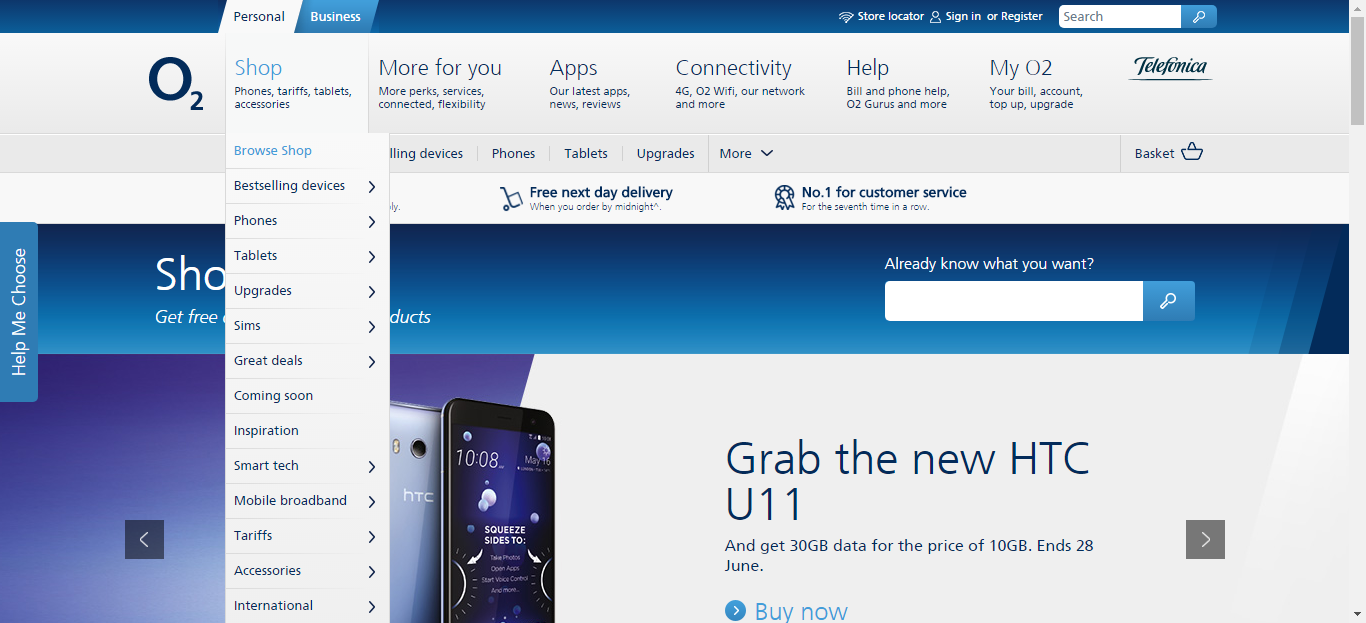 Personal
Business
Store locator
Sign in or Register
Search
O2
Shop
Phones, tariffs, tablets,
accessories
More for you
More perks, services,
connected, flexibility
Apps
Our latest apps,
news, reviews
Connectivity
4G, O2 Wifi, our network
and more
Help
Bill and phone help,
O2 Gurus and more
My O2
Your bill, account,
top up, upgrade
Telefónica
Browse Shop
lling devices
Phones
Tablets
Upgrades
More
Basket
Bestselling devices
Phones
Tablets
Upgrades
Sims
Great deals
Coming soon
Inspiration
Smart tech
Mobile broadband
Tariffs
Accessories
International
ly.
Free next day delivery
When you order by midnight^.
No.1 for customer service
For the seventh time in a row.
Help Me Choose
Sho
Get free
ducts
Already know what you want?
10:08
May 16
hTC
SQUEEZE
SIDES TO:
Take Photos
Open Apps
Start Voice Control
And more...
Grab the new HTC
U11
And get 30GB data for the price of 10GB. Ends 28
June.
Buy now